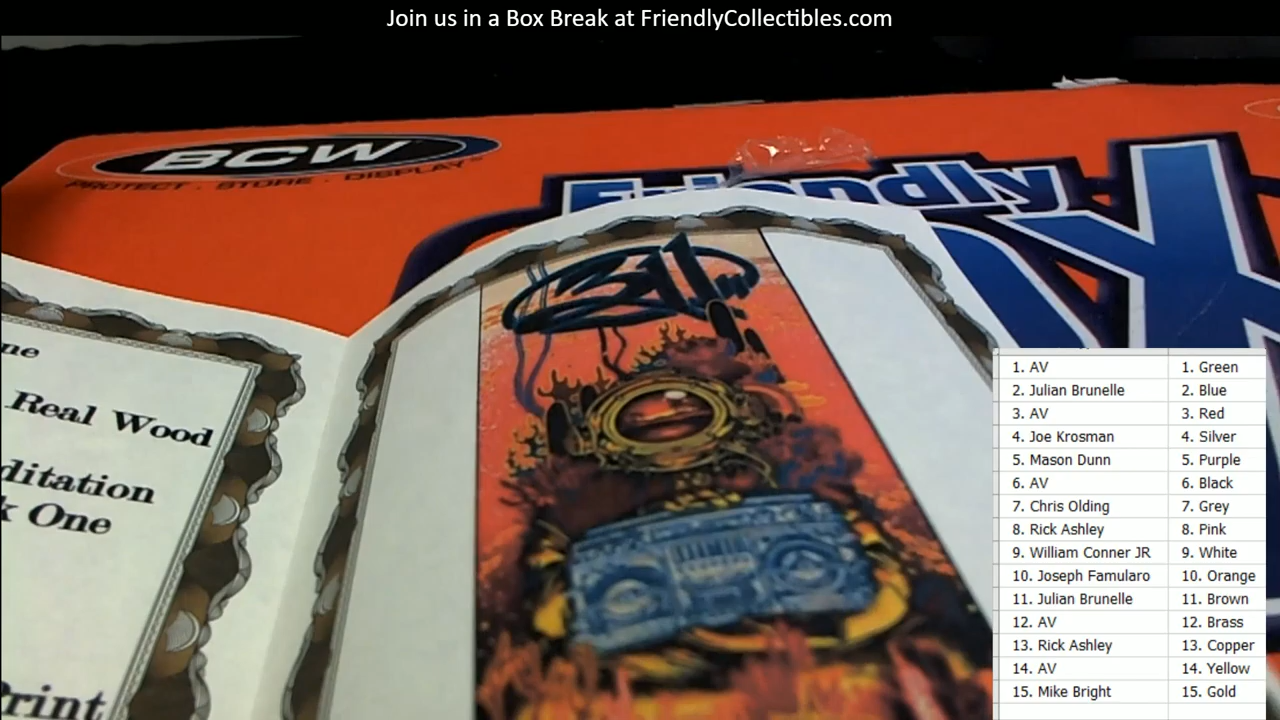 Join us in a Box Break at FriendlyCollectibles.com
BCW
PROTECT · STORE · DISPLAY
Friendly
311
Real Wood
One
Print
1. AV 1. Green
2. Julian Brunelle 2. Blue
3. AV 3. Red
4. Joe Krosman 4. Silver
5. Mason Dunn 5. Purple
6. AV 6. Black
7. Chris Olding 7. Grey
8. Rick Ashley 8. Pink
9. William Conner JR 9. White
10. Joseph Famularo 10. Orange
11. Julian Brunelle 11. Brown
12. AV 12. Brass
13. Rick Ashley 13. Copper
14. AV 14. Yellow
15. Mike Bright 15. Gold